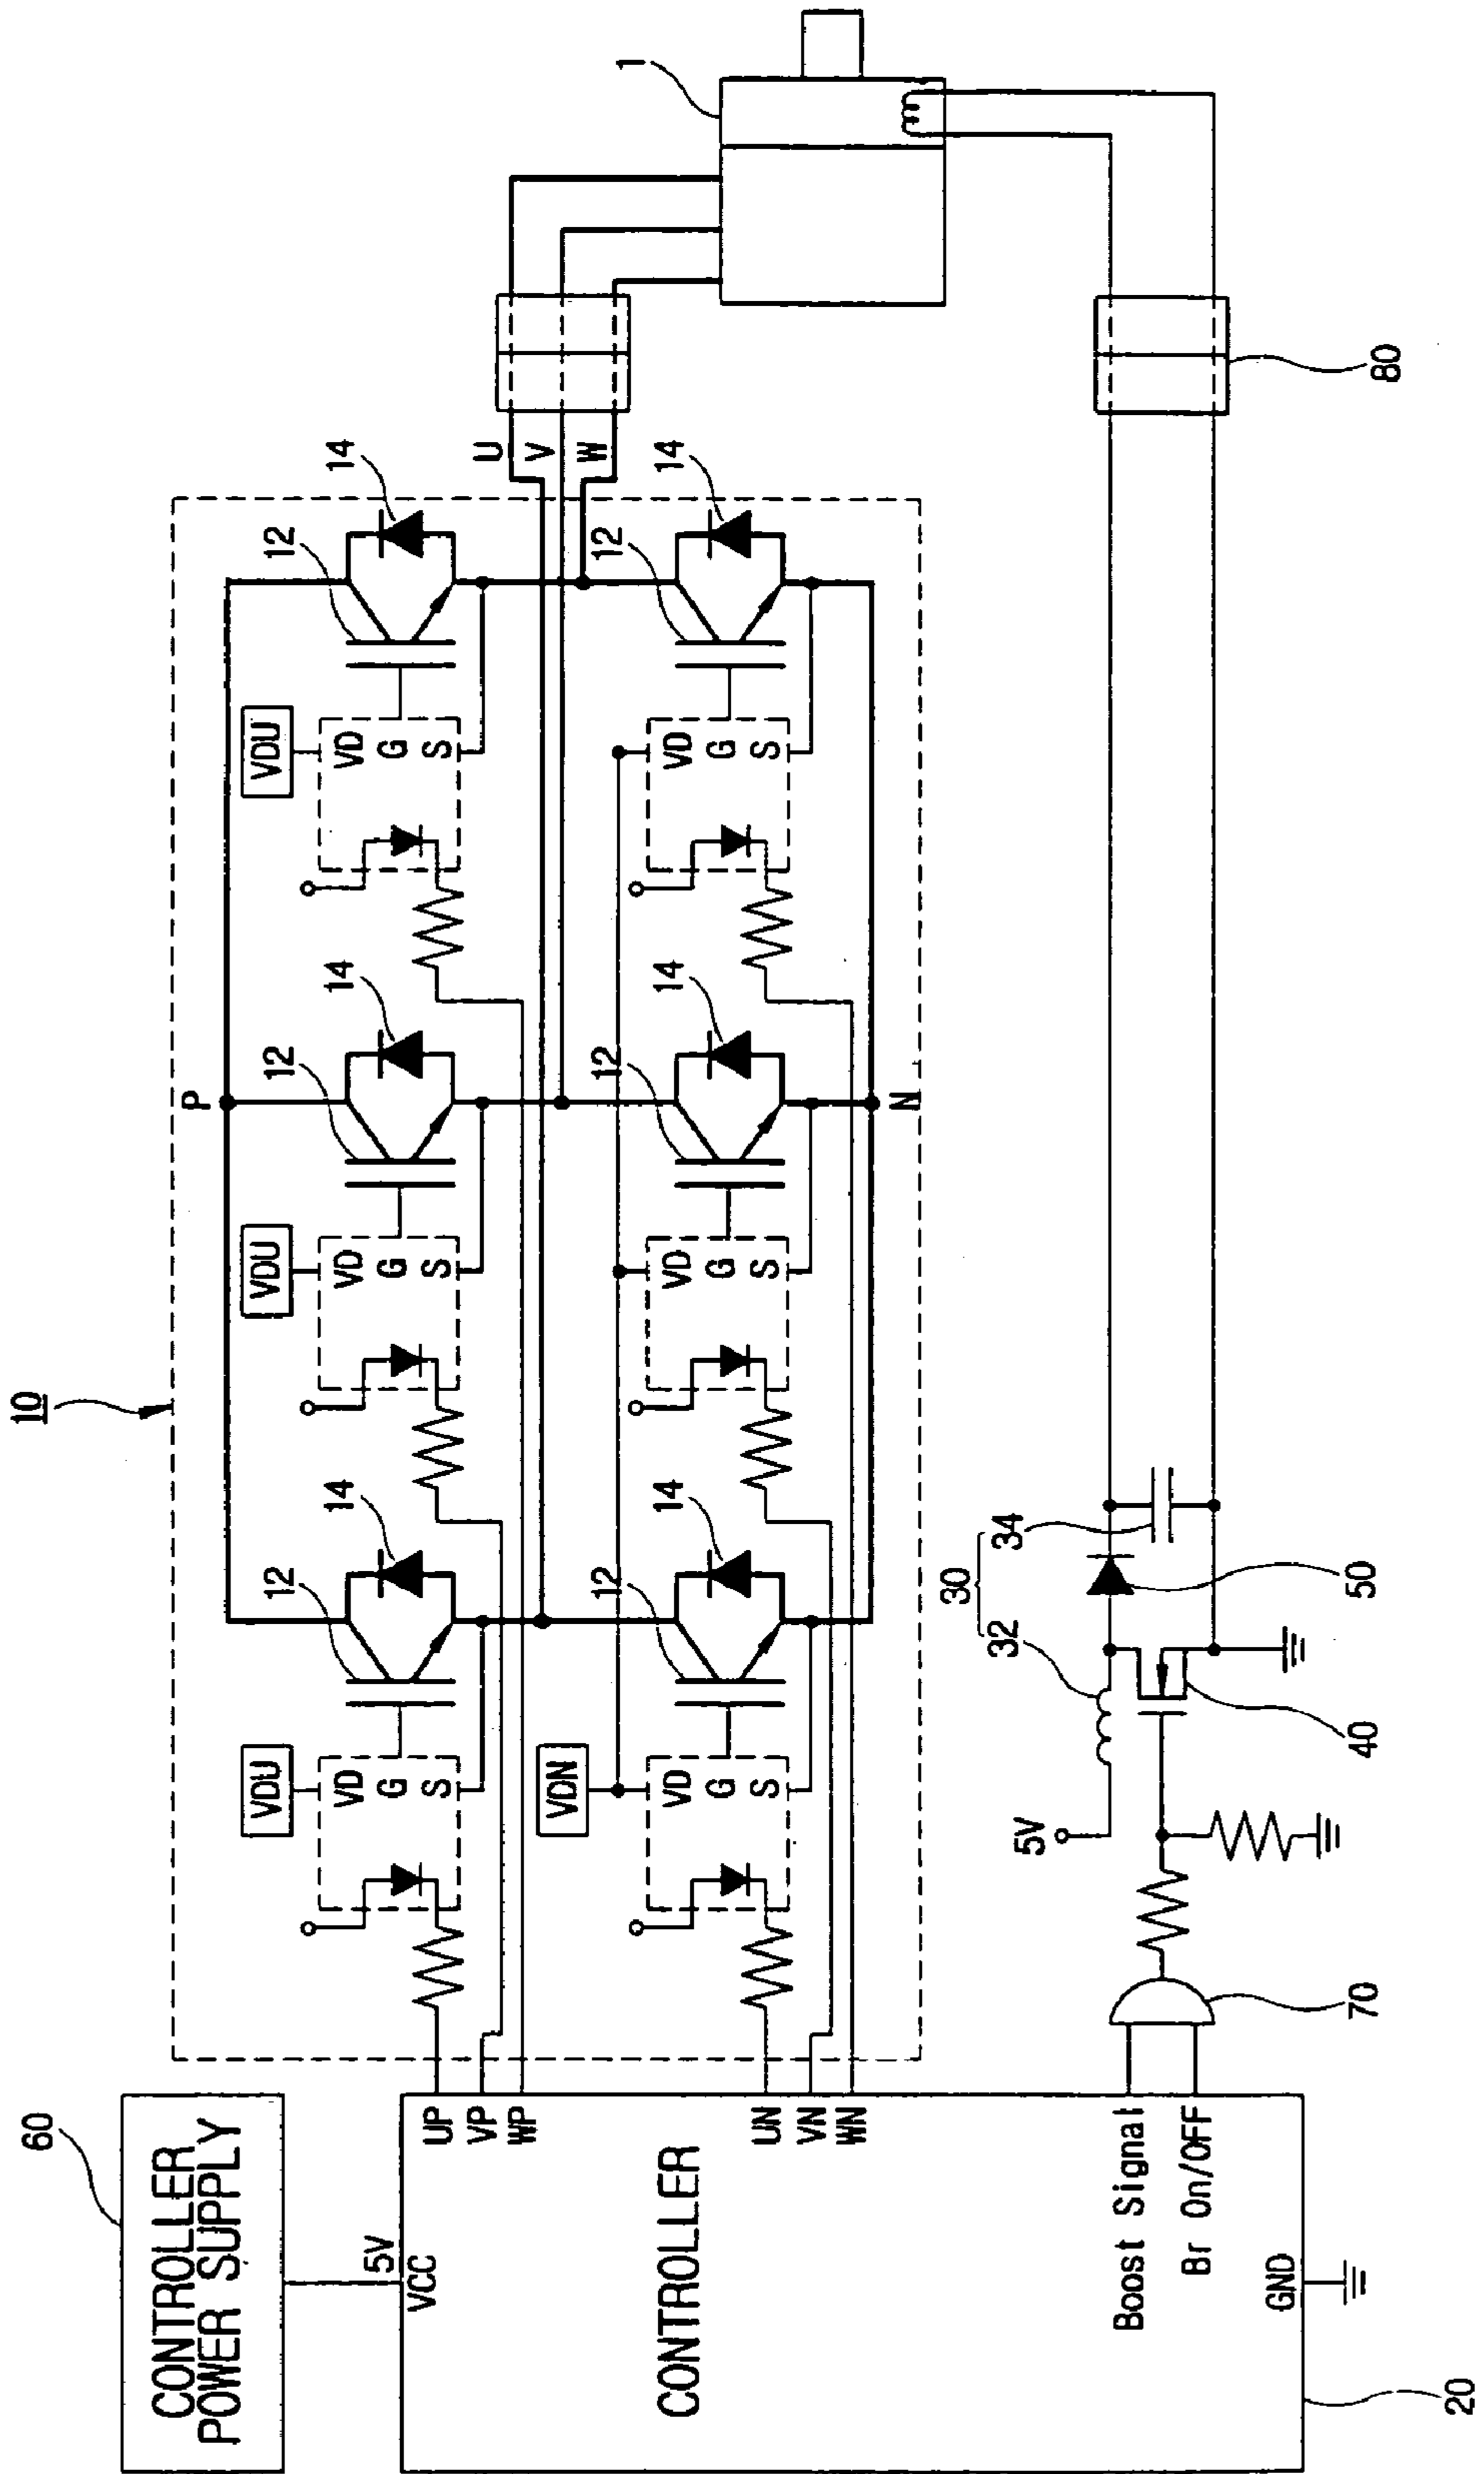 10
P
12
14
12
14
12
14
VDU
VDU
VDU
VD
G
S
VD
G
S
VD
G
S
U
V
W
1
12
14
12
14
12
14
VDN
VD
G
S
VD
G
S
VD
G
S
N
60
CONTROLLER
POWER SUPPLY
5V
VCC
UP
VP
WP
UN
VN
WN
CONTROLLER
Boost Signal
Br On/OFF
GND
20
70
5V
30
32
34
40
50
80